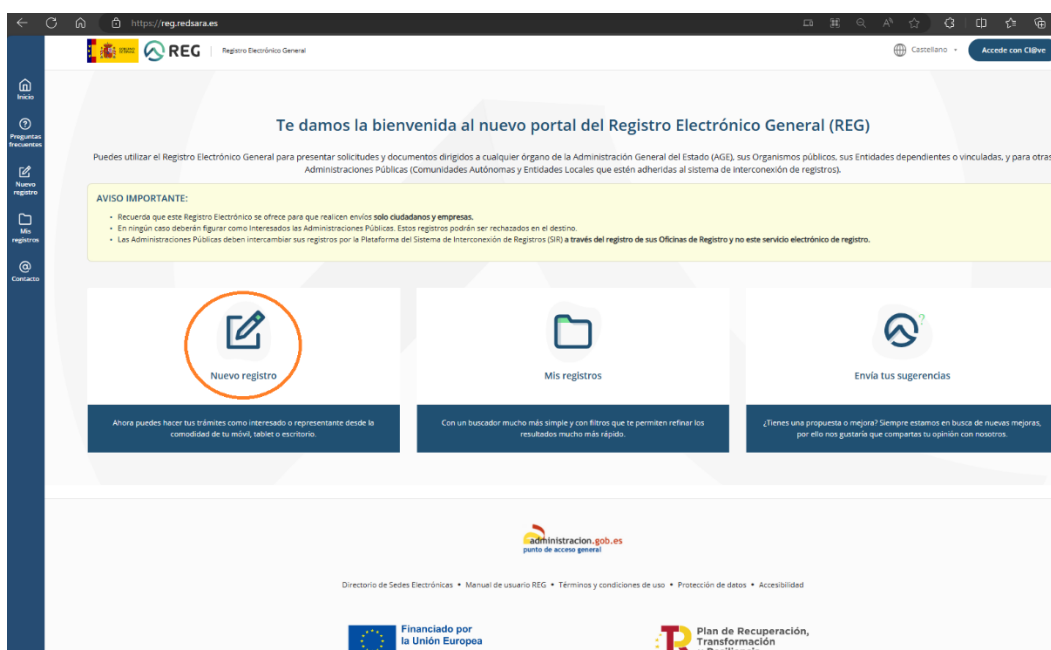 https://reg.redsara.es
REG
Registro Electrónico General
Castellano
Accede con Cl@ve
Inicio
Preguntas
frecuentes
Nuevo
registro
Mis
registros
Contacto
Te damos la bienvenida al nuevo portal del Registro Electrónico General (REG)
Puedes utilizar el Registro Electrónico General para presentar solicitudes y documentos dirigidos a cualquier órgano de la Administración General del Estado (AGE), sus Organismos públicos, sus Entidades dependientes o vinculadas, y para otras
Administraciones Públicas (Comunidades Autónomas y Entidades Locales que estén adheridas al sistema de interconexión de registros).
AVISO IMPORTANTE:
• Recuerda que este Registro Electrónico se ofrece para que realicen envíos solo ciudadanos y empresas.
• En ningún caso deberán figurar como Interesados las Administraciones Públicas. Estos registros podrán ser rechazados en el destino.
• Las Administraciones Públicas deben intercambiar sus registros por la Plataforma del Sistema de Interconexión de Registros (SIR) a través del registro de sus Oficinas de Registro y no este servicio electrónico de registro.
Nuevo registro
Mis registros
Envía tus sugerencias
Ahora puedes hacer tus trámites como interesado o representante desde la
comodidad de tu móvil, tablet o escritorio.
Con un buscador mucho más simple y con filtros que te permiten refinar los
resultados mucho más rápido.
¿Tienes una propuesta o mejora? Siempre estamos en busca de nuevas mejoras,
por ello nos gustaría que compartas tu opinión con nosotros.
administracion.gob.es
punto de acceso general
Directorio de Sedes Electrónicas • Manual de usuario REG • Términos y condiciones de uso • Protección de datos • Accesibilidad
Financiado por
la Unión Europea
Plan de Recuperación,
Transformación
y Resiliencia